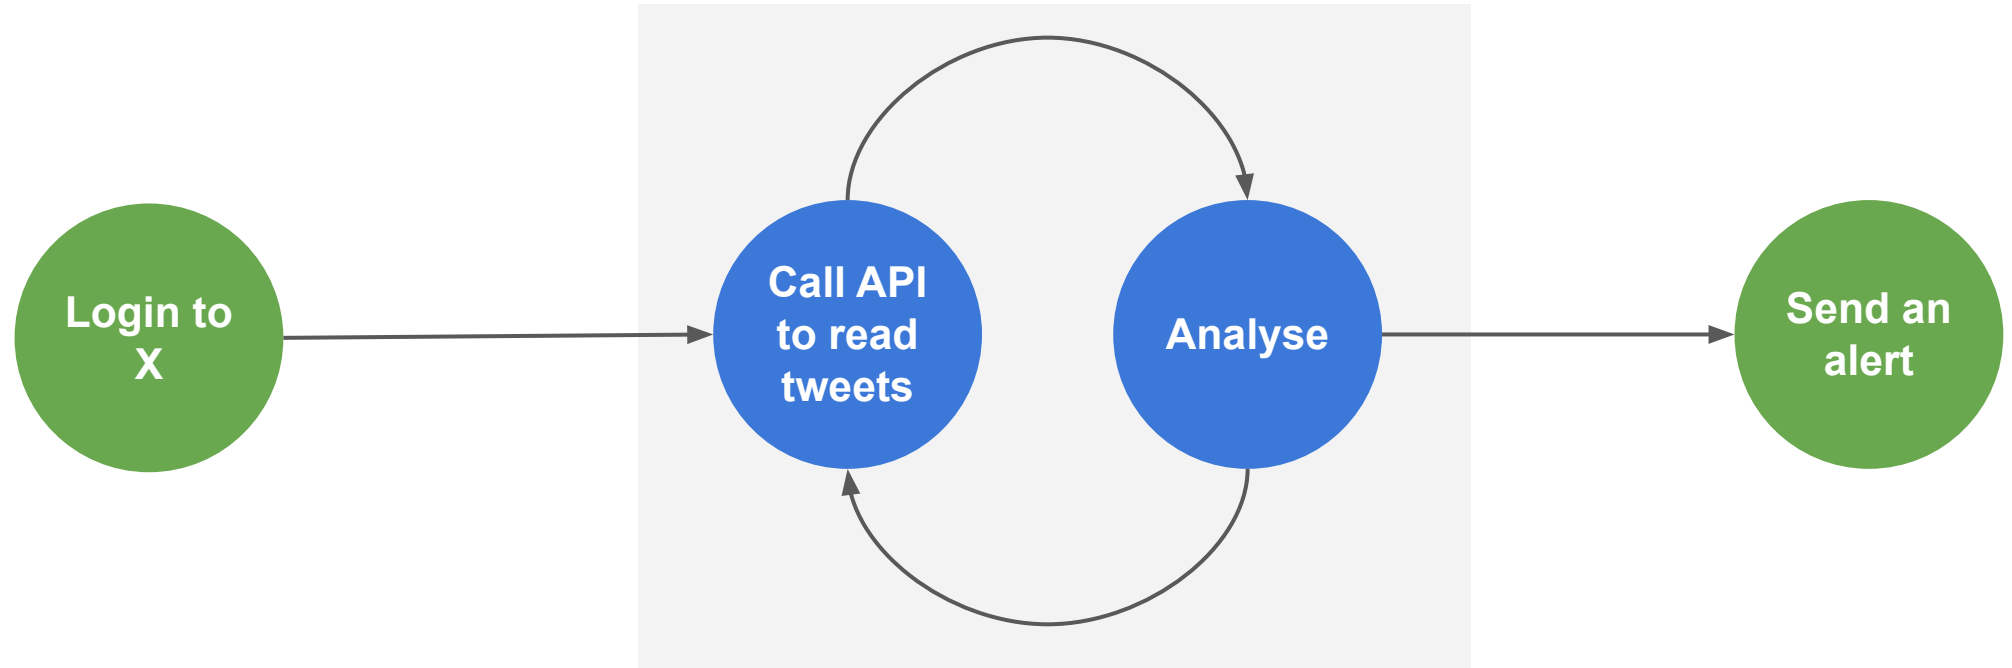 Login to
X
Call API
to read
tweets
Analyse
Send an
alert